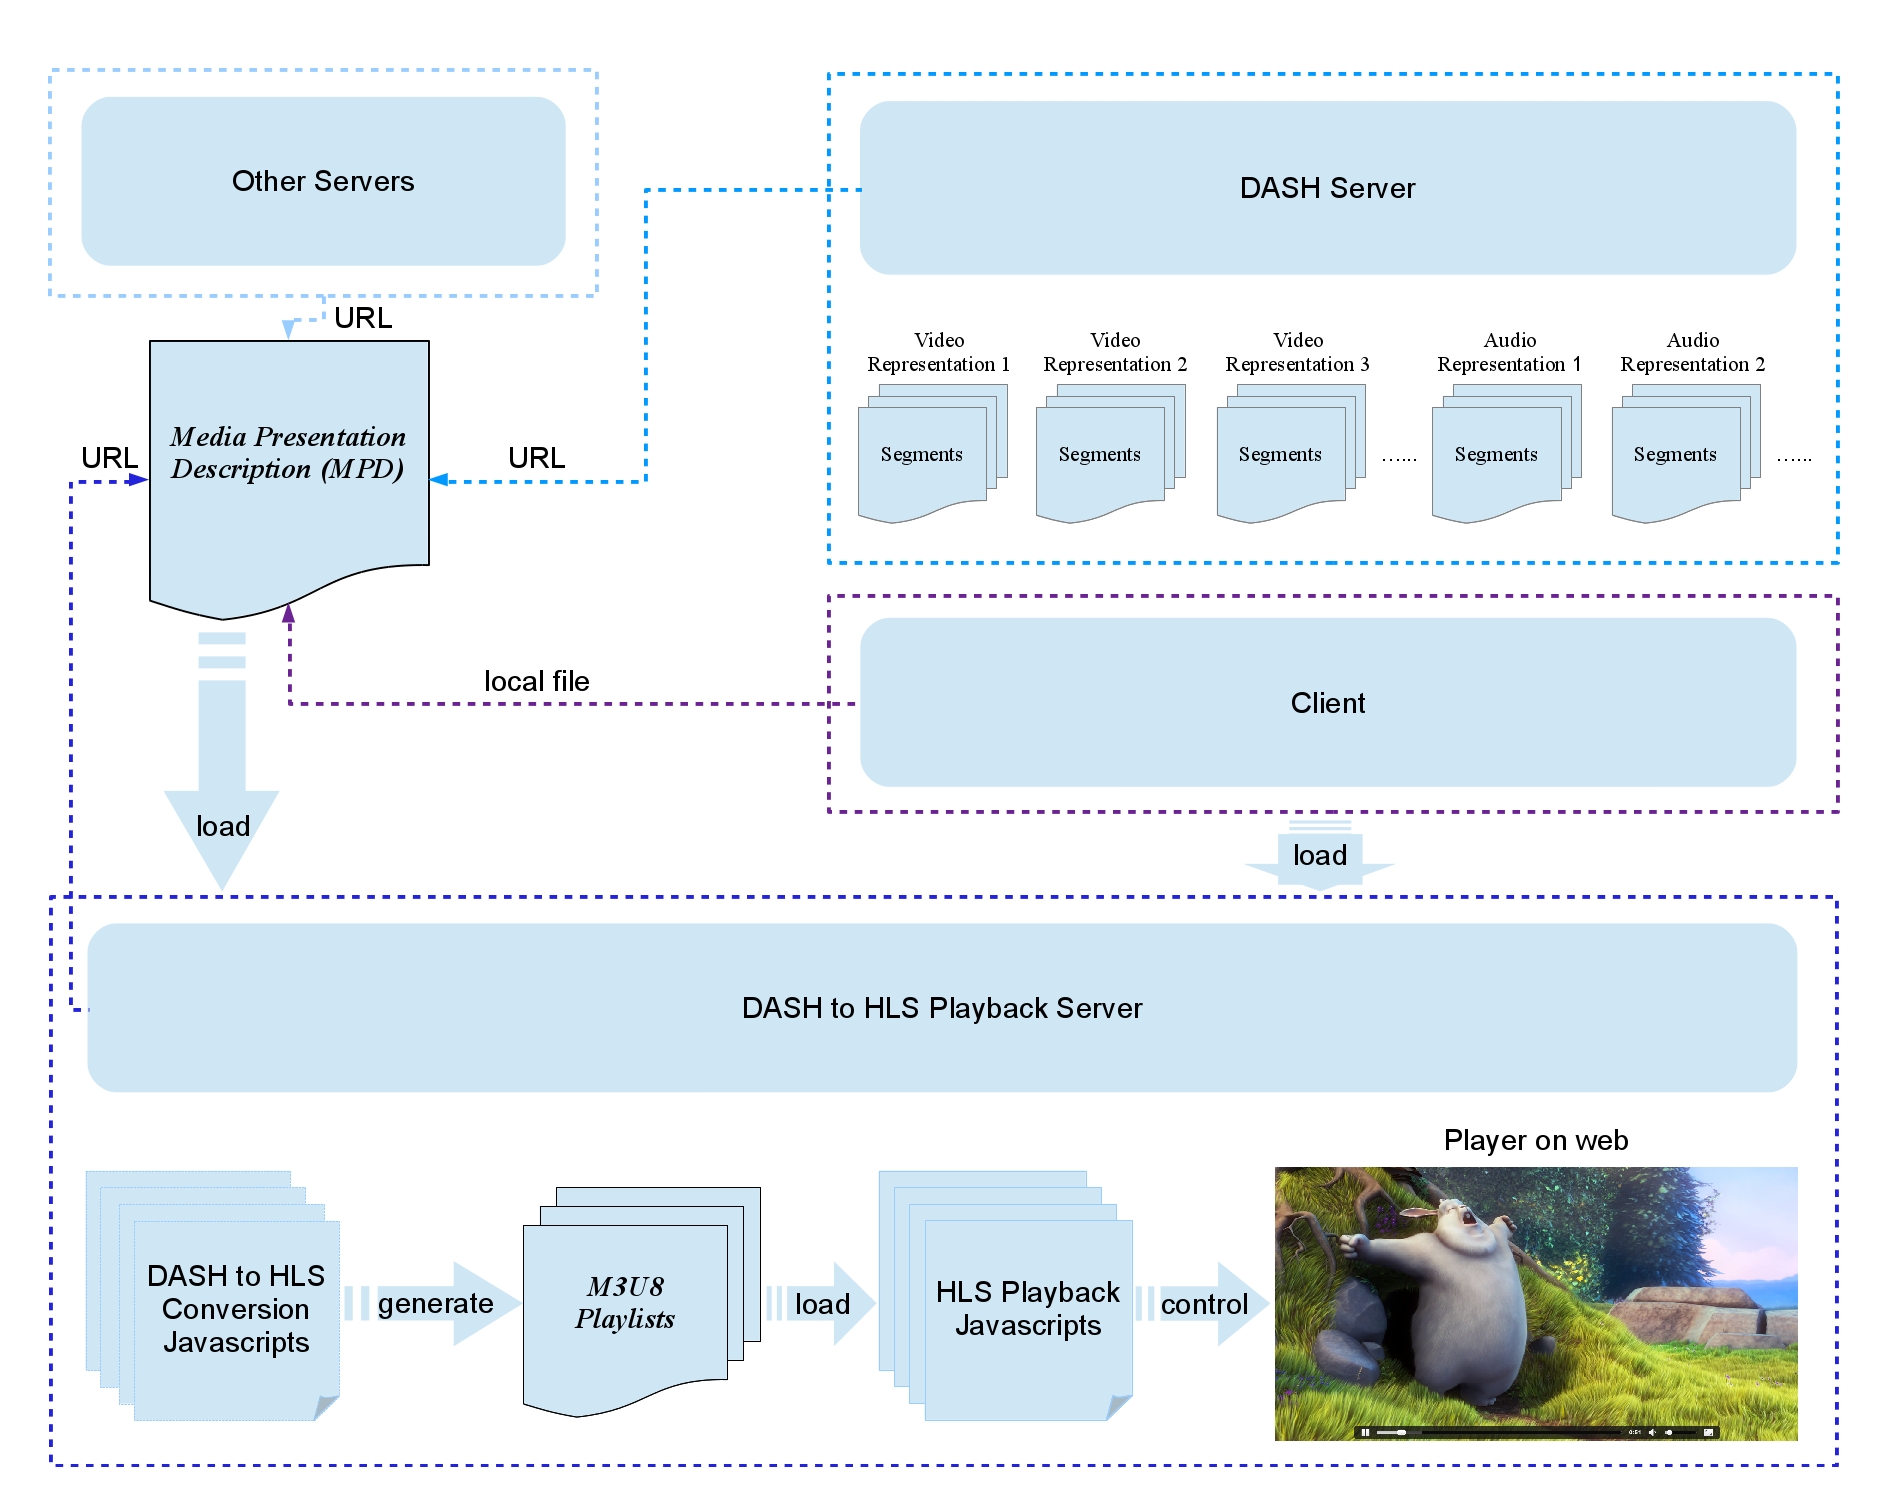 Other Servers
DASH Server
URL
Video
Representation 1
Video
Representation 2
Video
Representation 3
Audio
Representation 1
Audio
Representation 2
Segments
Segments
Segments
......
Segments
Segments
......
Media Presentation
Description (MPD)
URL
URL
local file
Client
load
load
DASH to HLS Playback Server
Player on web
DASH to HLS
Conversion
Javascripts
generate
M3U8
Playlists
load
HLS Playback
Javascripts
control
0:51